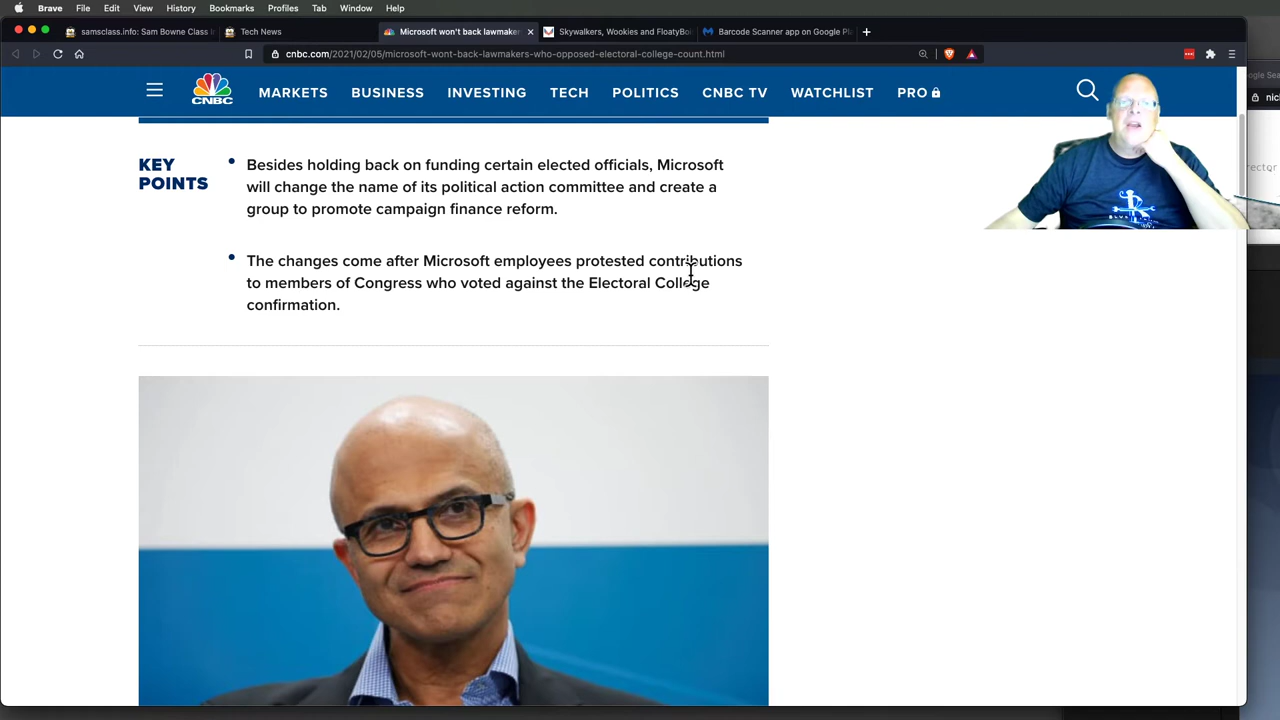 Brave File Edit View History Bookmarks Profiles Tab Window Help
samsclass.info: Sam Bowne Class In Tech News Microsoft won't back lawmake Skywalkers, Wookies and FloatyBo Barcode Scanner app on Google Pl
cnbc.com/2021/02/05/microsoft-wont-back-lawmakers-who-opposed-electoral-college-count.html
CNBC MARKETS BUSINESS INVESTING TECH POLITICS CNBC TV WATCHLIST PRO
KEY POINTS
Besides holding back on funding certain elected officials, Microsoft
will change the name of its political action committee and create a
group to promote campaign finance reform.
The changes come after Microsoft employees protested contributions
to members of Congress who voted against the Electoral College
confirmation.